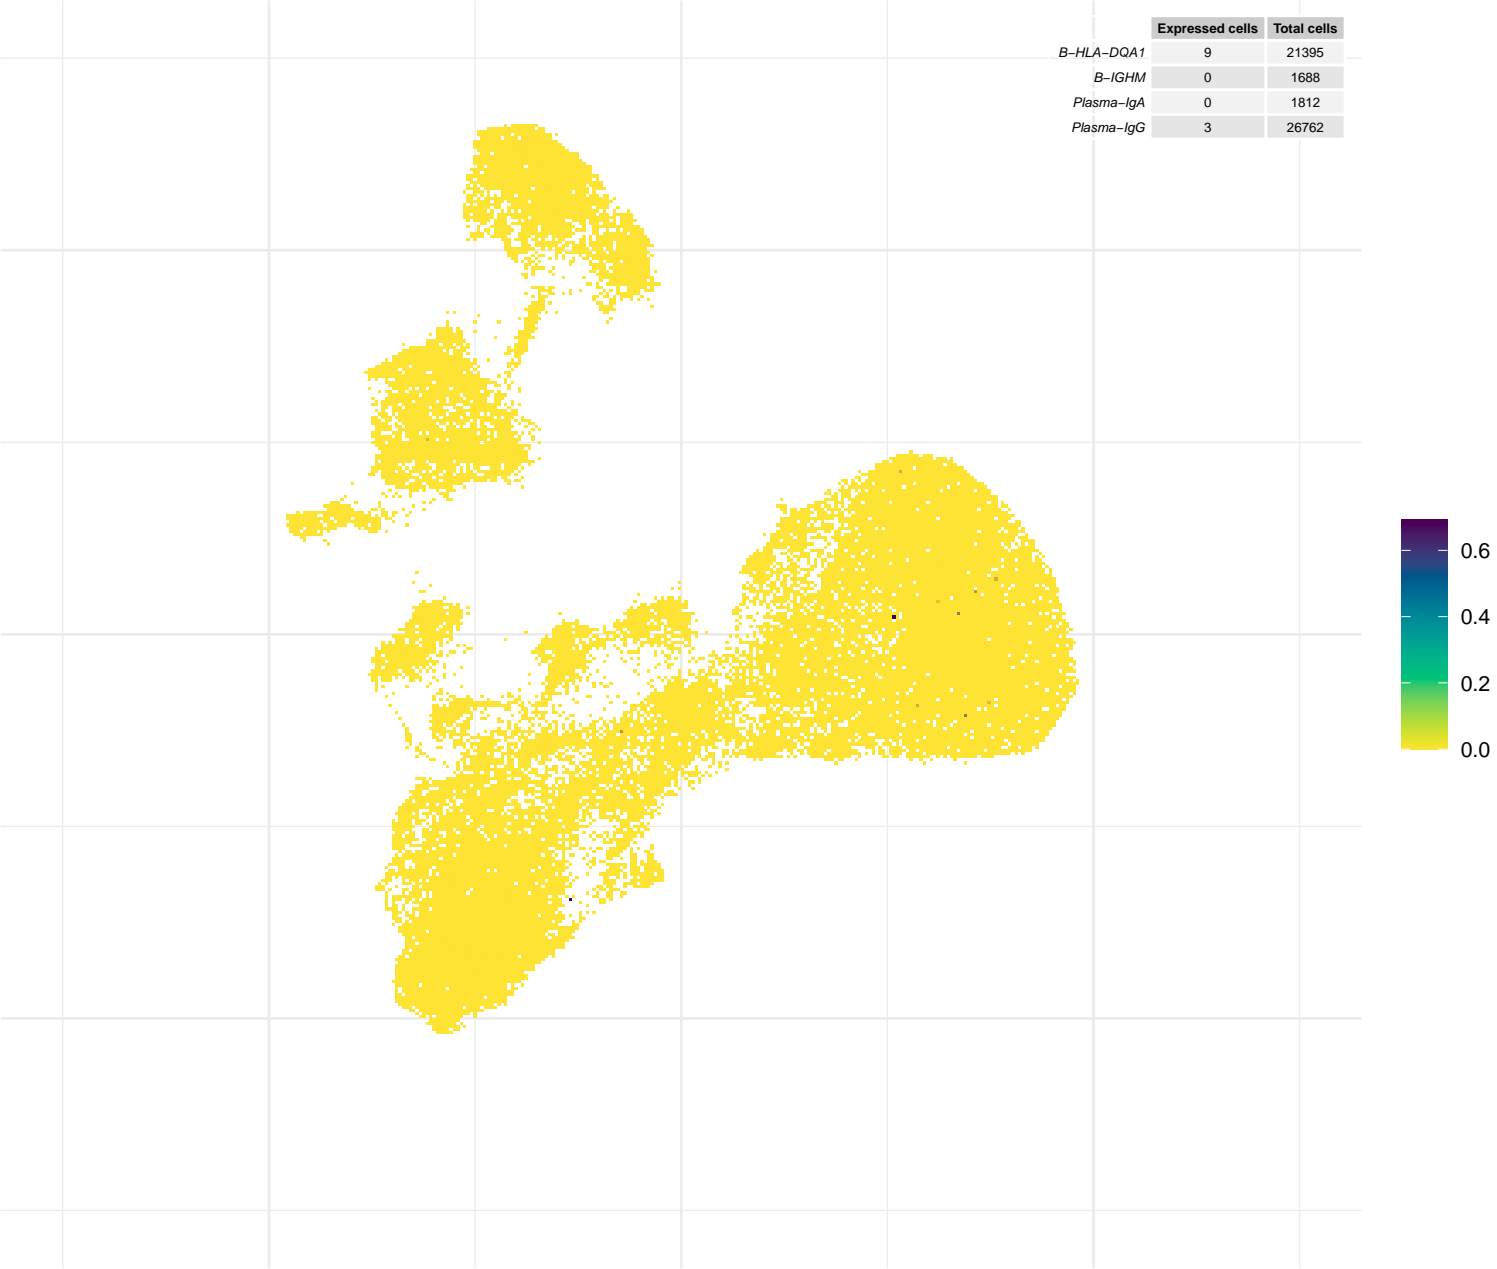 Expressed cells Total cells
B−HLA−DQA1 9 21395
B−IGHM 0 1688
Plasma−IgA 0 1812
Plasma−IgG 3 26762
0.6
0.4
0.2
0.0